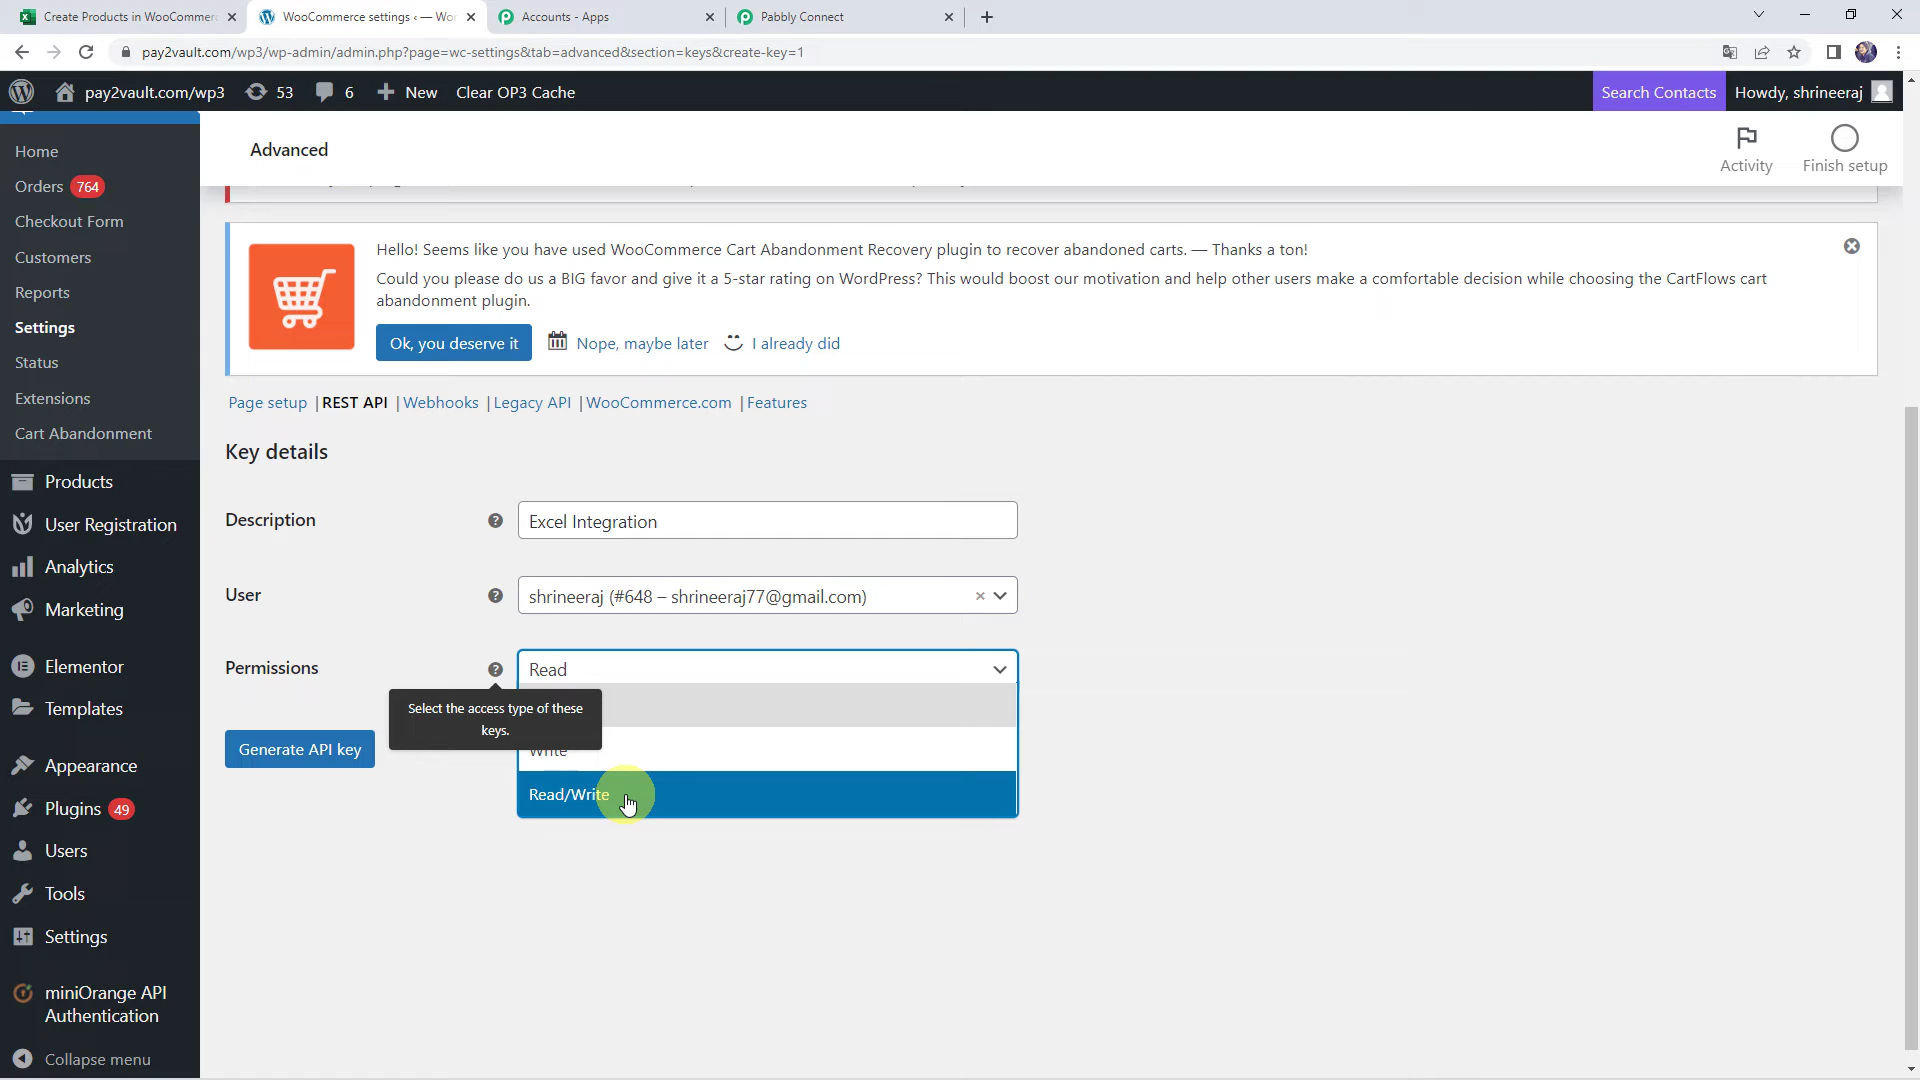 Create Products in WooCommerc
WooCommerce settings ‹ — Wor
Accounts - Apps
Pabbly Connect
pay2vault.com/wp3/wp-admin/admin.php?page=wc-settings&tab=advanced&section=keys&create-key=1
pay2vault.com/wp3
53
6
New
Clear OP3 Cache
Search Contacts
Howdy, shrineeraj
Advanced
Activity
Finish setup
Home
Orders 764
Checkout Form
Customers
Reports
Settings
Status
Extensions
Cart Abandonment
Products
User Registration
Analytics
Marketing
Elementor
Templates
Appearance
Plugins 49
Users
Tools
Settings
miniOrange API
Authentication
Collapse menu
Hello! Seems like you have used WooCommerce Cart Abandonment Recovery plugin to recover abandoned carts. — Thanks a ton!
Could you please do us a BIG favor and give it a 5-star rating on WordPress? This would boost our motivation and help other users make a comfortable decision while choosing the CartFlows cart
abandonment plugin.
Ok, you deserve it
Nope, maybe later
I already did
Page setup | REST API | Webhooks | Legacy API | WooCommerce.com | Features
Key details
Description
Excel Integration
User
shrineeraj (#648 – shrineeraj77@gmail.com)
Permissions
Read
Select the access type of these
keys.
Write
Read/Write
Generate API key